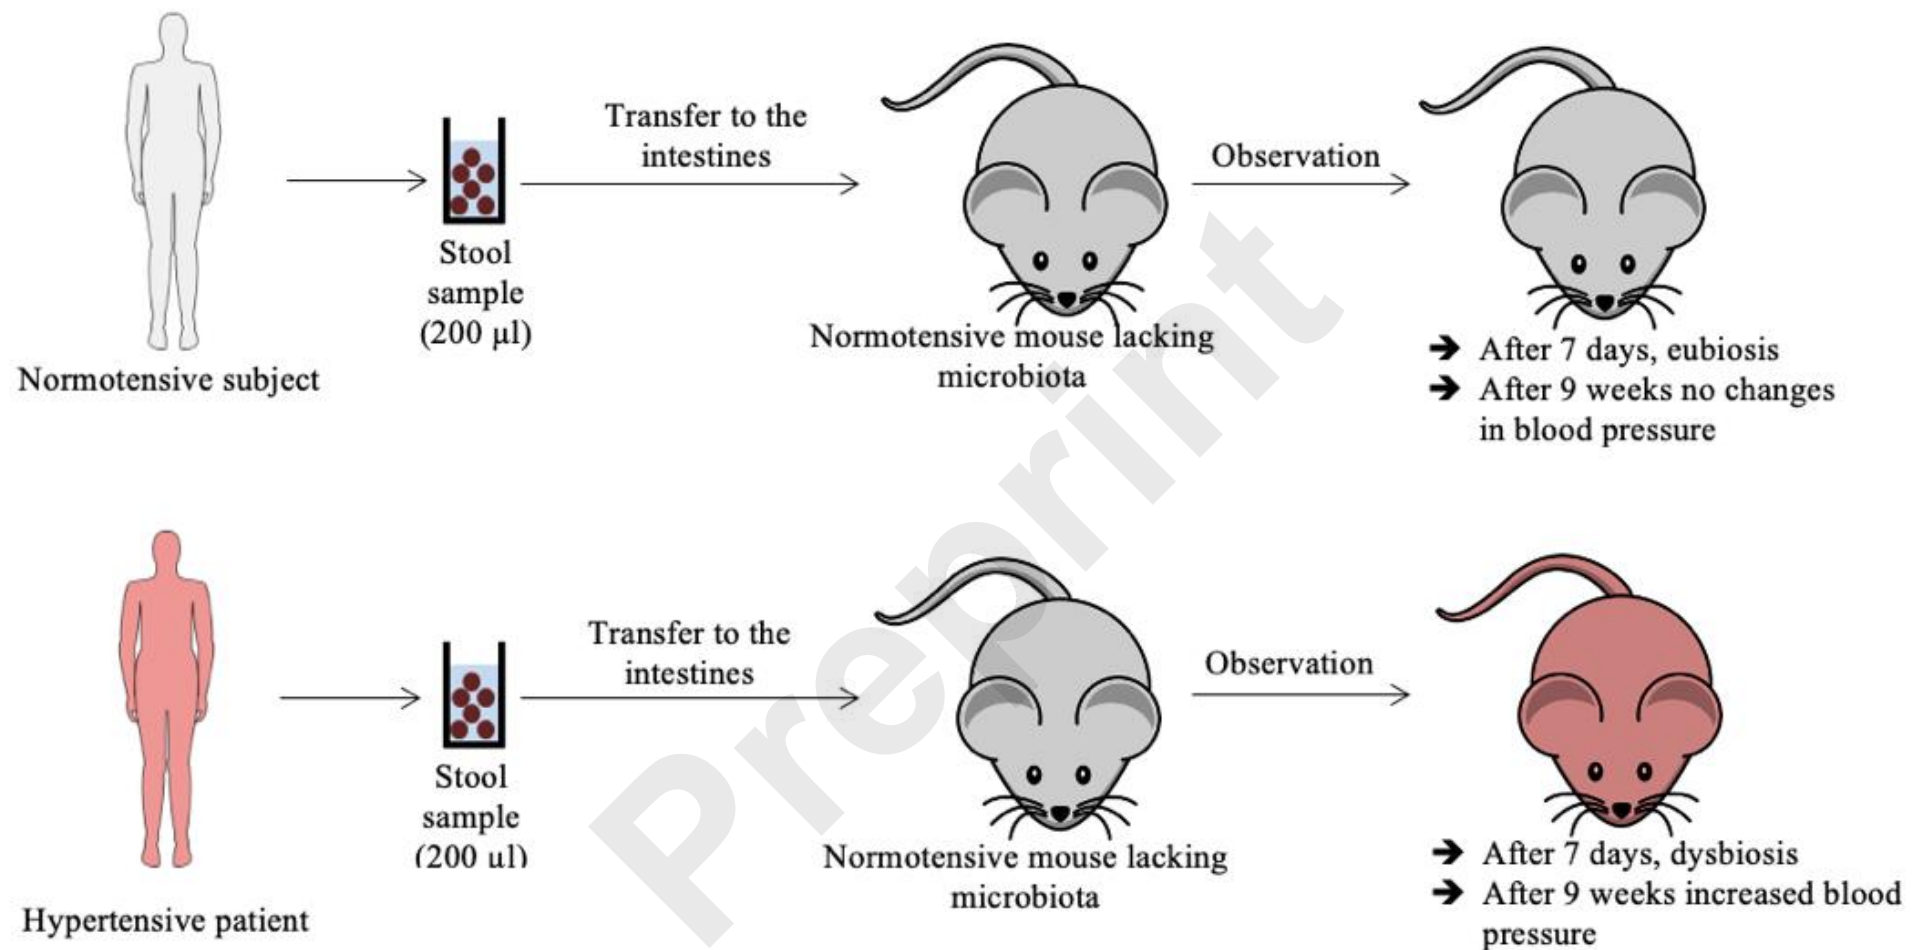 Transfer to the
intestines
Observation
Stool
sample
(200 µl)
Normotensive subject
Normotensive mouse lacking
microbiota
➔ After 7 days, eubiosis
➔ After 9 weeks no changes
in blood pressure
Preprint
Transfer to the
intestines
Observation
Stool
sample
(200 µl)
Hypertensive patient
Normotensive mouse lacking
microbiota
➔ After 7 days, dysbiosis
➔ After 9 weeks increased blood
pressure